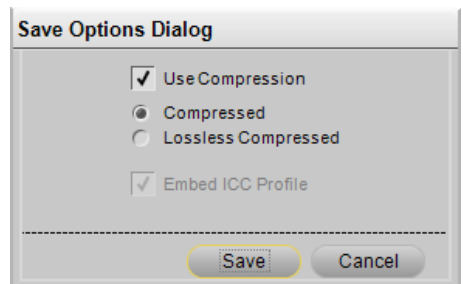 Save Options Dialog
Use Compression
Compressed
Lossless Compressed
Embed ICC Profile
Save Cancel